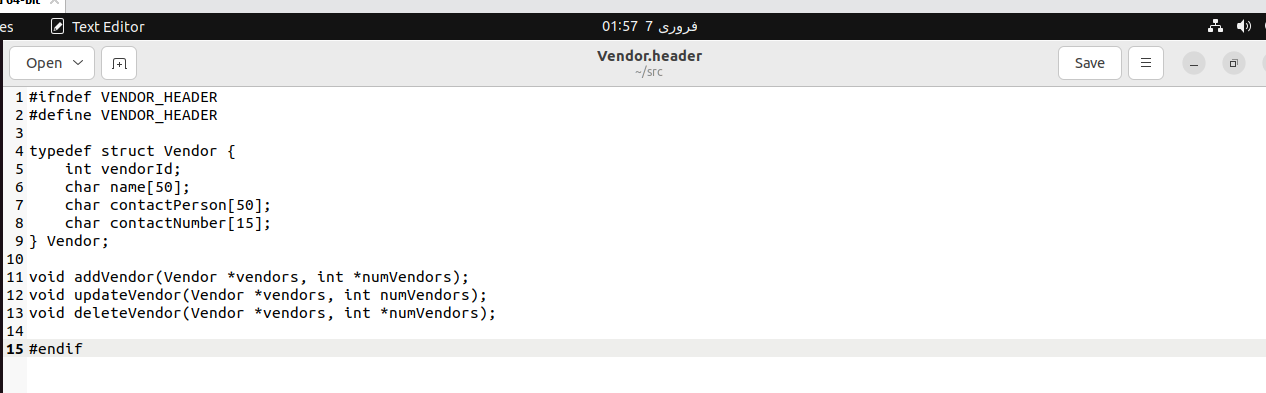 64-bit
es Text Editor 01:57 7 فروری
Open Vendor.header Save
~/src
1 #ifndef VENDOR_HEADER
2 #define VENDOR_HEADER
3
4 typedef struct Vendor {
5     int vendorId;
6     char name[50];
7     char contactPerson[50];
8     char contactNumber[15];
9 } Vendor;
10
11 void addVendor(Vendor *vendors, int *numVendors);
12 void updateVendor(Vendor *vendors, int numVendors);
13 void deleteVendor(Vendor *vendors, int *numVendors);
14
15 #endif